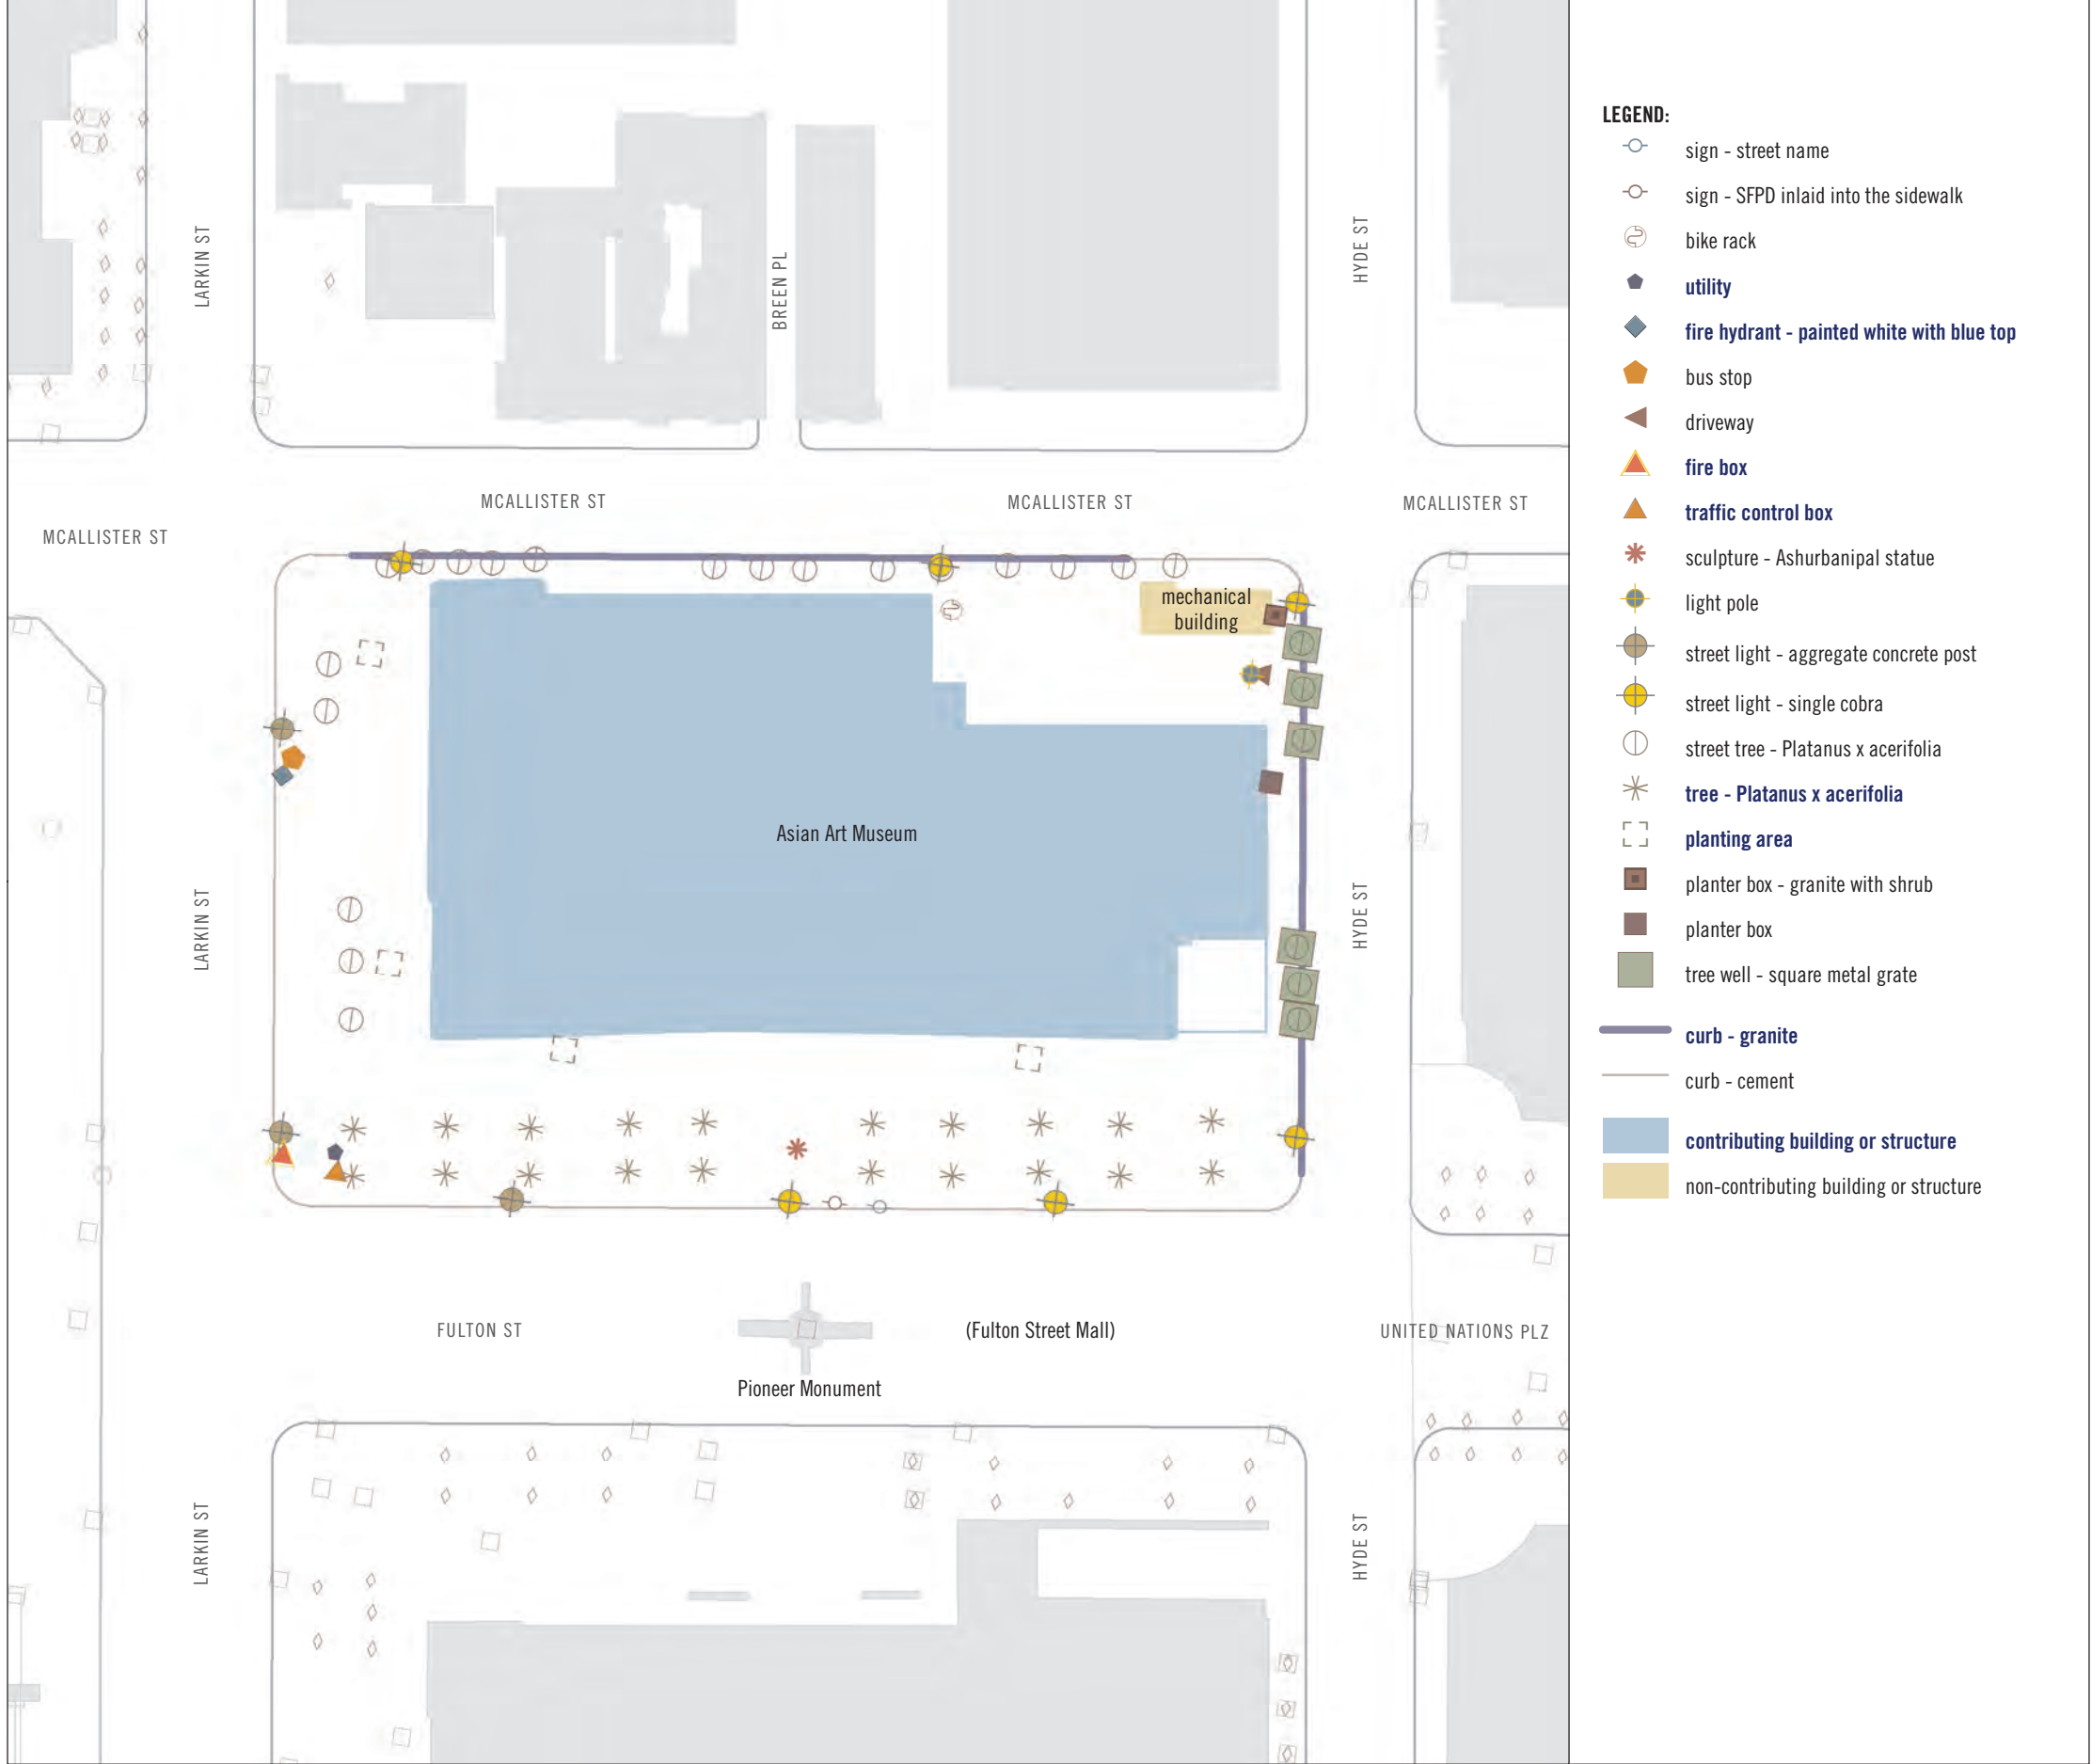 LARKIN ST
BREEN PL
HYDE ST
MCALLISTER ST
MCALLISTER ST
MCALLISTER ST
MCALLISTER ST
mechanical
building
Asian Art Museum
LARKIN ST
HYDE ST
FULTON ST
(Fulton Street Mall)
UNITED NATIONS PLZ
Pioneer Monument
LARKIN ST
HYDE ST
LEGEND:
sign - street name
sign - SFPD inlaid into the sidewalk
bike rack
utility
fire hydrant - painted white with blue top
bus stop
driveway
fire box
traffic control box
sculpture - Ashurbanipal statue
light pole
street light - aggregate concrete post
street light - single cobra
street tree - Platanus x acerifolia
tree - Platanus x acerifolia
planting area
planter box - granite with shrub
planter box
tree well - square metal grate
curb - granite
curb - cement
contributing building or structure
non-contributing building or structure